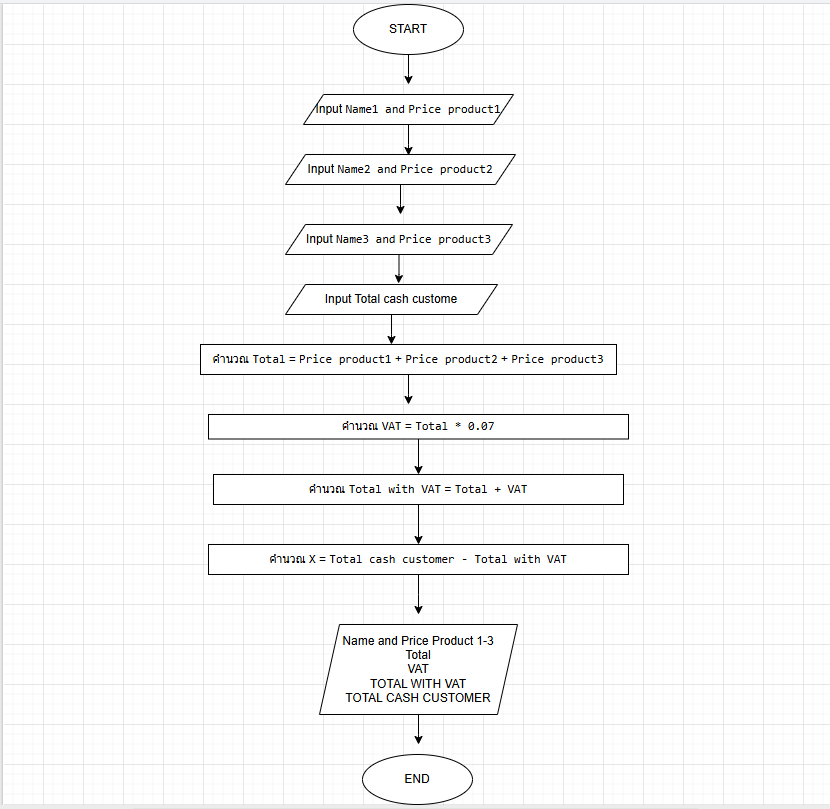 START
Input Name1 and Price product1
Input Name2 and Price product2
Input Name3 and Price product3
Input Total cash custome
คำนวณ Total = Price product1 + Price product2 + Price product3
คำนวณ VAT = Total * 0.07
คำนวณ Total with VAT = Total + VAT
คำนวณ X = Total cash customer - Total with VAT
Name and Price Product 1-3
Total
VAT
TOTAL WITH VAT
TOTAL CASH CUSTOMER
END